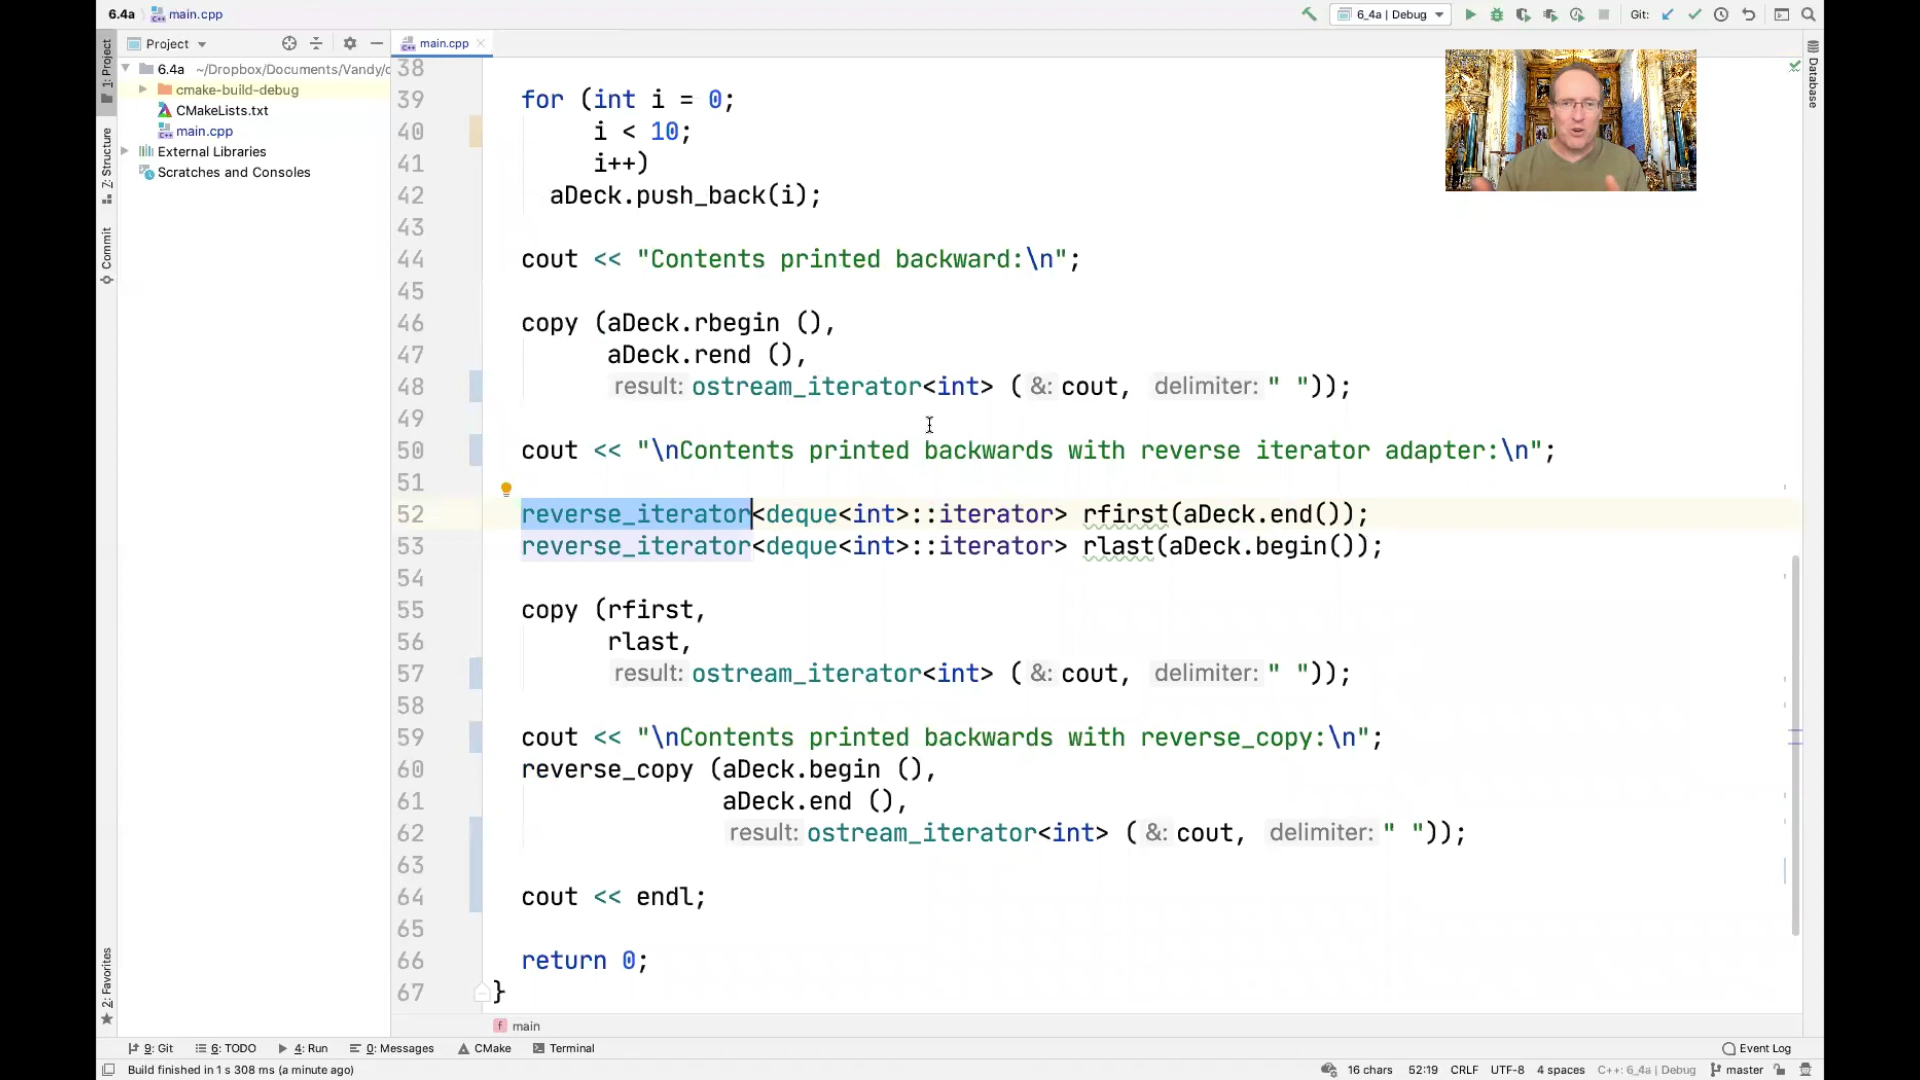 6.4a
main.cpp
6_4a | Debug
Git:
1: Project
Project
main.cpp
Database
6.4a ~/Dropbox/Documents/Vandy/c
cmake-build-debug
CMakeLists.txt
main.cpp
External Libraries
Scratches and Consoles
7: Structure
Commit
2: Favorites
38
39 for (int i = 0;
40 i < 10;
41 i++)
42 aDeck.push_back(i);
43
44 cout << "Contents printed backward:\n";
45
46 copy (aDeck.rbegin (),
47 aDeck.rend (),
48 result: ostream_iterator<int> ( &: cout, delimiter: " "));
49
50 cout << "\nContents printed backwards with reverse iterator adapter:\n";
51
52 reverse_iterator<deque<int>::iterator> rfirst(aDeck.end());
53 reverse_iterator<deque<int>::iterator> rlast(aDeck.begin());
54
55 copy (rfirst,
56 rlast,
57 result: ostream_iterator<int> ( &: cout, delimiter: " "));
58
59 cout << "\nContents printed backwards with reverse_copy:\n";
60 reverse_copy (aDeck.begin (),
61 aDeck.end (),
62 result: ostream_iterator<int> ( &: cout, delimiter: " "));
63
64 cout << endl;
65
66 return 0;
67 }
f main
9: Git 6: TODO 4: Run 0: Messages CMake Terminal Event Log
Build finished in 1 s 308 ms (a minute ago) 16 chars 52:19 CRLF UTF-8 4 spaces C++: 6_4a | Debug master